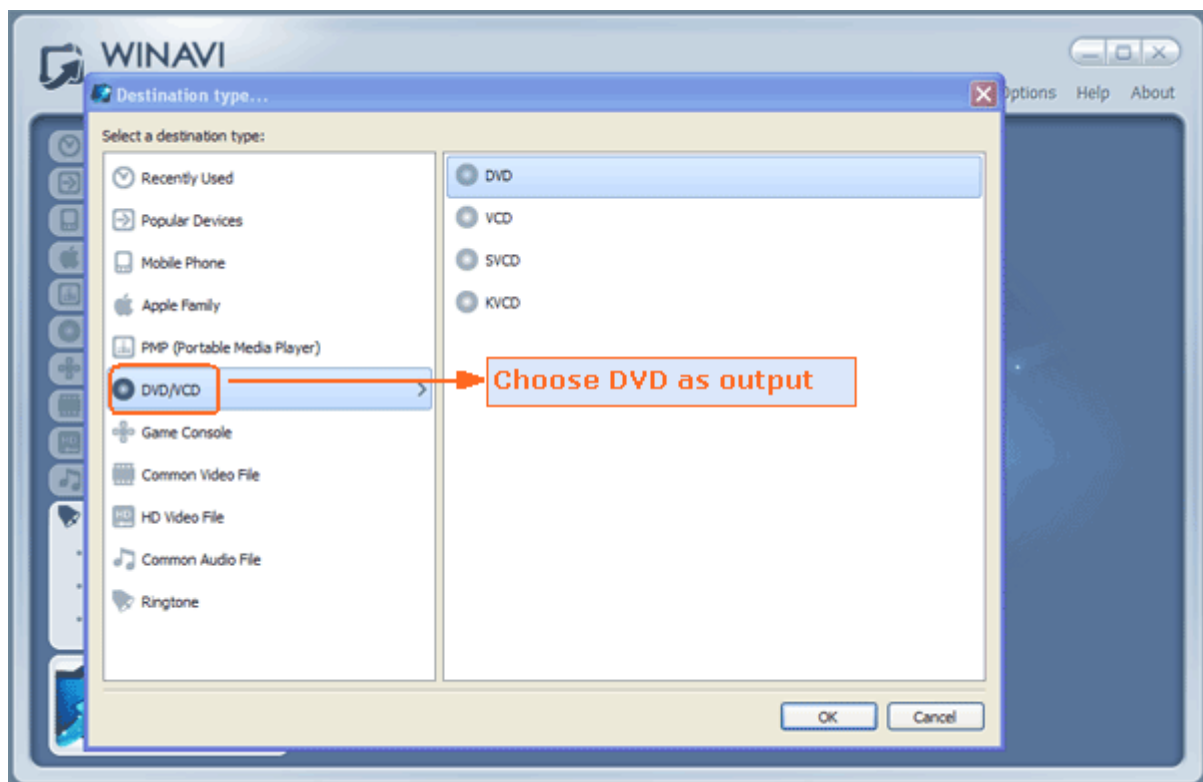 WINAVI
Destination type...
Options Help About
Select a destination type:
Recently Used
Popular Devices
Mobile Phone
Apple Family
PMP (Portable Media Player)
DVD/VCD
Game Console
Common Video File
HD Video File
Common Audio File
Ringtone
DVD
VCD
SVCD
KVCD
Choose DVD as output
OK
Cancel